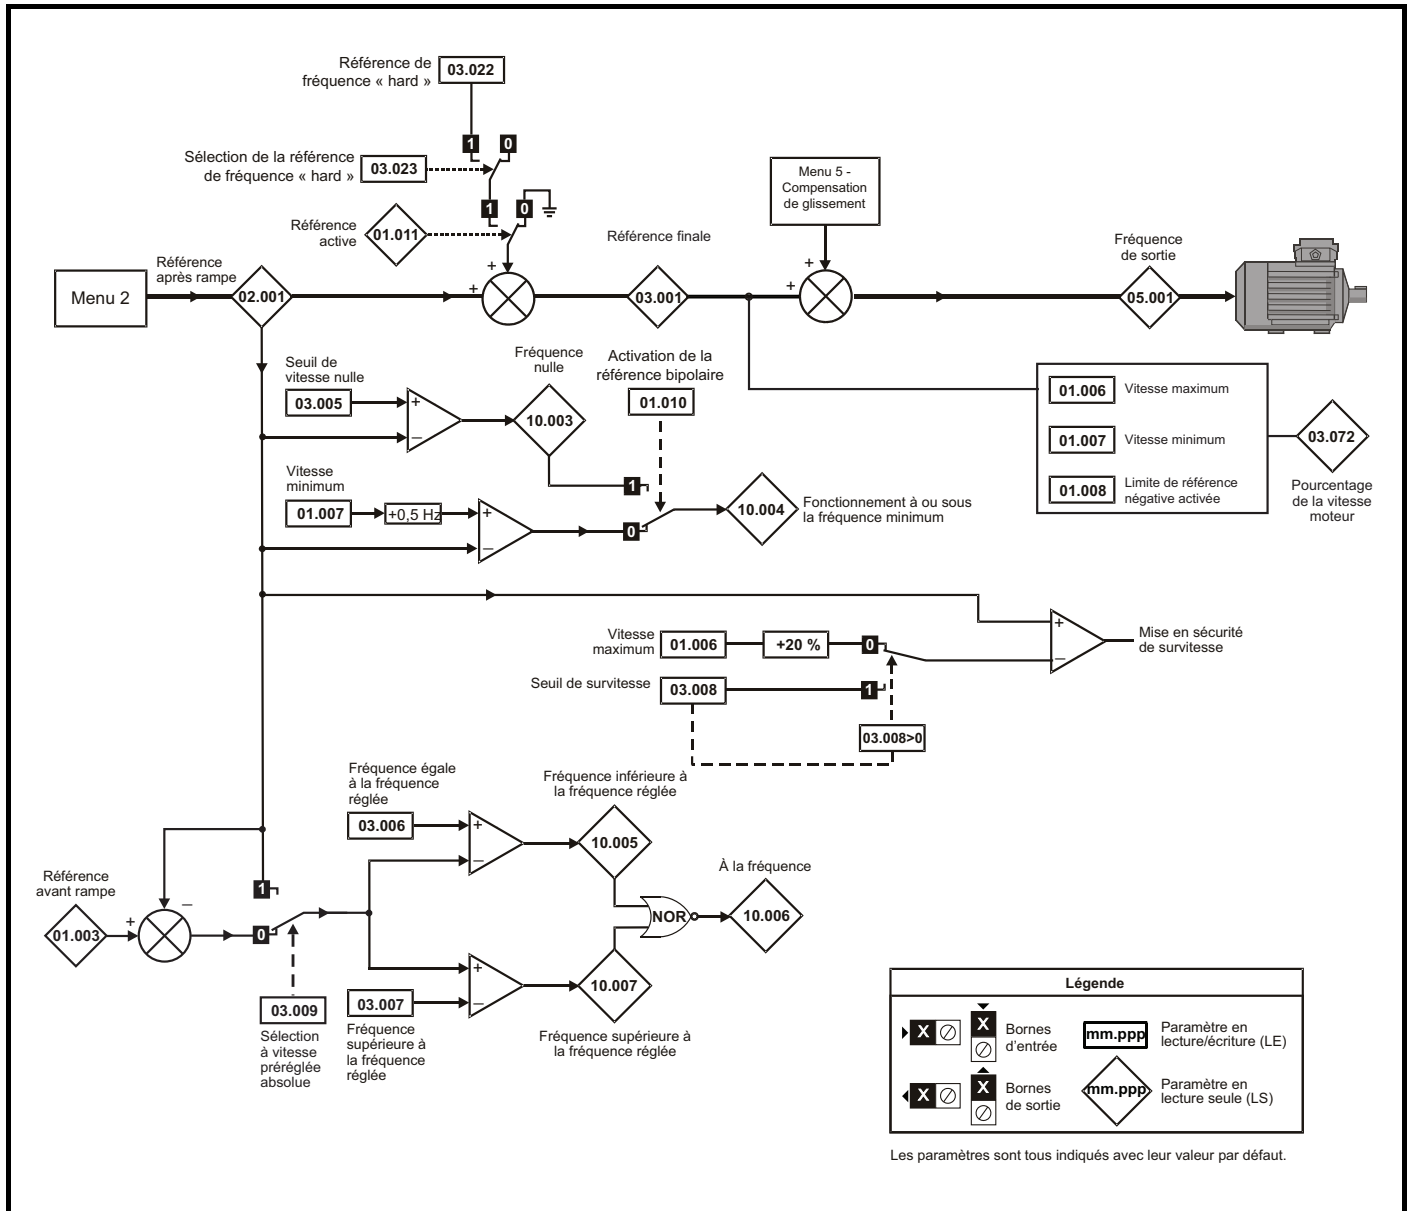 Référence de
fréquence « hard »
03.022
1 0
Sélection de la référence
de fréquence « hard »
03.023
1 0
Référence
active
01.011
Menu 5 -
Compensation
de glissement
Référence finale
Fréquence
de sortie
Référence
après rampe
Menu 2
02.001
+
+
03.001
+
+
05.001
Seuil de
vitesse nulle
03.005
+
–
Fréquence
nulle
10.003
Activation de la
référence bipolaire
01.010
01.006
Vitesse maximum
01.007
Vitesse minimum
01.008
Limite de référence
négative activée
03.072
Pourcentage
de la vitesse
moteur
Vitesse
minimum
01.007
+0,5 Hz
+
–
1
0
10.004
Fonctionnement à ou sous
la fréquence minimum
Vitesse
maximum
01.006
+20 %
0
Seuil de survitesse
03.008
1
03.008>0
+
–
Mise en sécurité
de survitesse
Fréquence égale
à la fréquence
réglée
03.006
+
–
Fréquence inférieure à
la fréquence réglée
10.005
À la fréquence
NOR
10.006
Référence
avant rampe
01.003
+
–
1
0
03.009
Sélection
à vitesse
préréglée
absolue
03.007
Fréquence
supérieure à
la fréquence
réglée
+
–
10.007
Fréquence supérieure à
la fréquence réglée
Légende
X
X
Bornes
d'entrée
mm.ppp
Paramètre en
lecture/écriture (LE)
X
X
Bornes
de sortie
mm.ppp
Paramètre en
lecture seule (LS)
Les paramètres sont tous indiqués avec leur valeur par défaut.